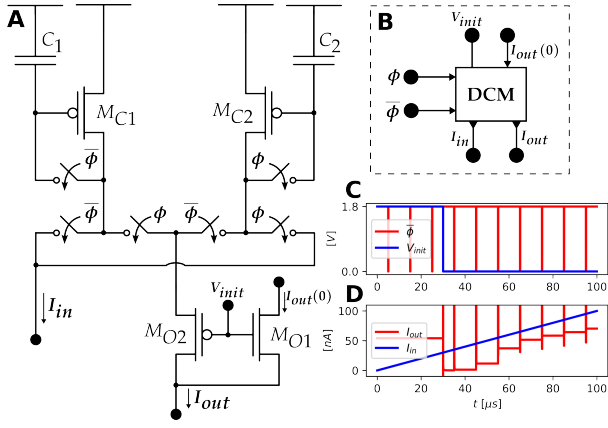 A
C1
C2
MC1
MC2
ϕ̅
ϕ
ϕ̅
ϕ
ϕ̅
ϕ
Iin
Vinit
Iout(0)
MO2
MO1
Iout
B
Vinit
Iout(0)
ϕ
DCM
ϕ̅
Iin
Iout
C
1.8
[V]
0.0
ϕ̅
Vinit
0 20 40 60 80 100
D
100
[nA]
50
0
Iout
Iin
0 20 40 60 80 100
t [μs]